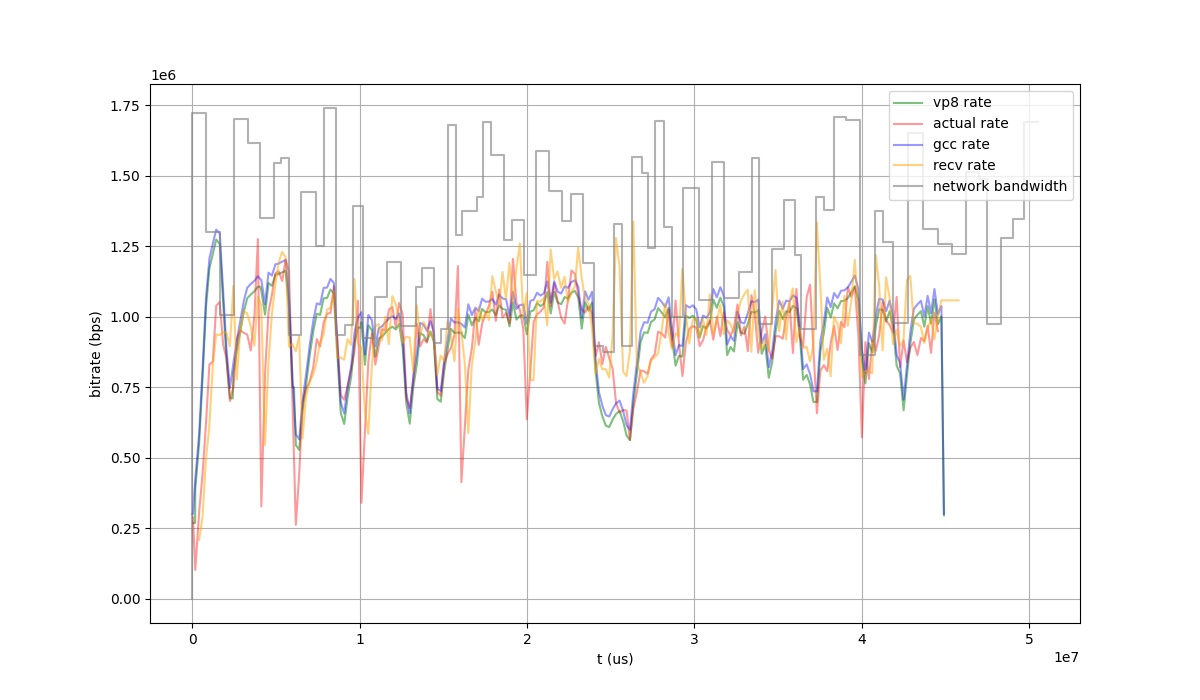 1e6
1.75
1.50
1.25
1.00
0.75
0.50
0.25
0.00
bitrate (bps)
vp8 rate
actual rate
gcc rate
recv rate
network bandwidth
0 1 2 3 4 5
1e7
t (us)